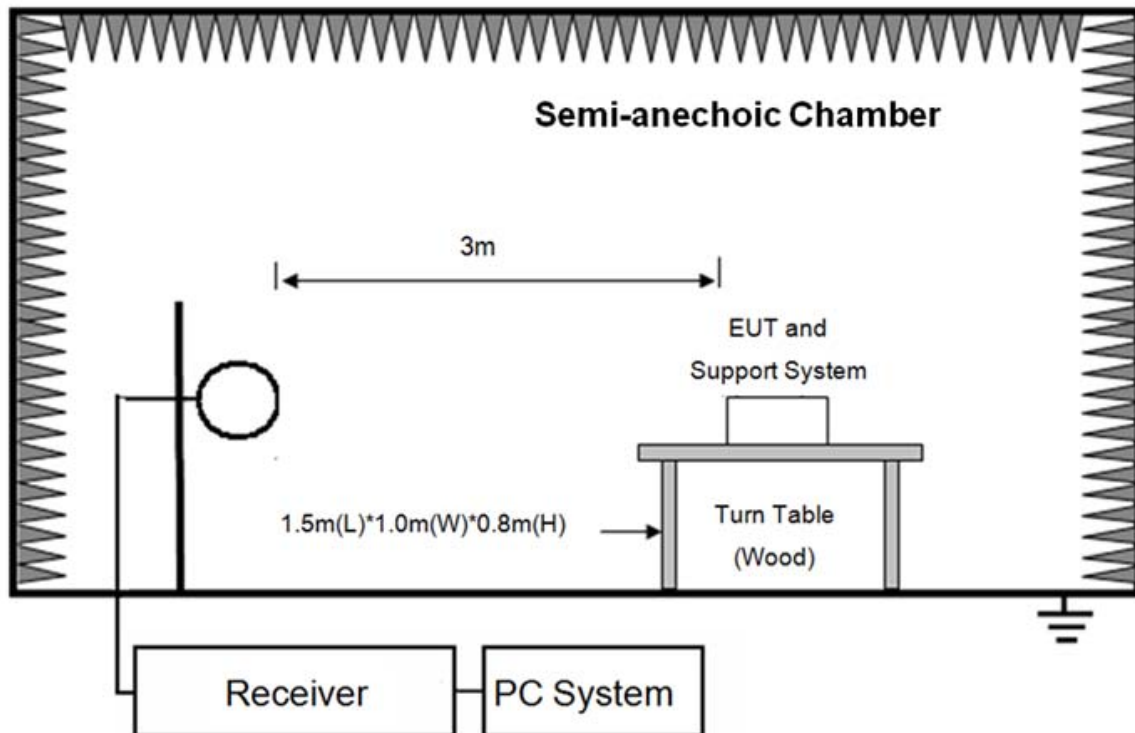 Semi-anechoic Chamber
3m
EUT and
Support System
1.5m(L)*1.0m(W)*0.8m(H)
Turn Table
(Wood)
Receiver
PC System